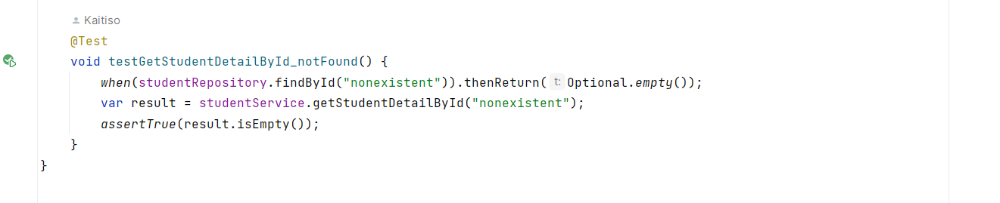 Kaitiso
@Test
void testGetStudentDetailById_notFound() {
when(studentRepository.findById("nonexistent")).thenReturn( t: Optional.empty());
var result = studentService.getStudentDetailById("nonexistent");
assertTrue(result.isEmpty());
}
}